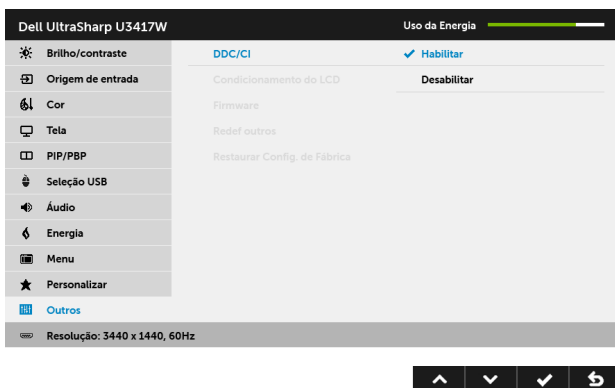 Dell UltraSharp U3417W
Uso da Energia
Brilho/contraste
DDC/CI
Habilitar
Origem de entrada
Condicionamento do LCD
Desabilitar
Cor
Firmware
Tela
Redef outros
PIP/PBP
Restaurar Config. de Fábrica
Seleção USB
Áudio
Energia
Menu
Personalizar
Outros
Resolução: 3440 x 1440, 60Hz